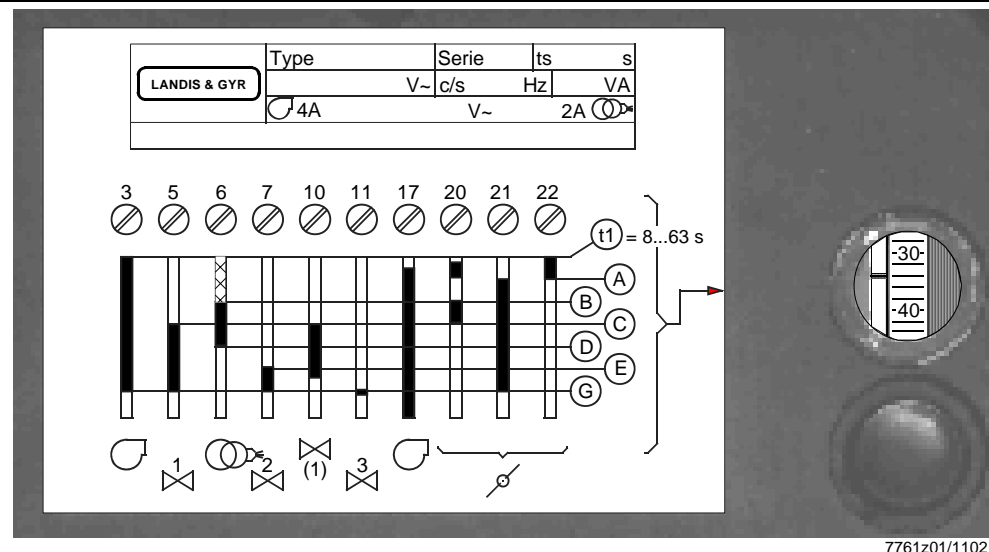 LANDIS & GYR
Type Serie ts s
V~ c/s Hz VA
4A V~ 2A
3 5 6 7 10 11 17 20 21 22
t1 = 8...63 s
A
B
C
D
E
G
-30-
-40-
1 2 (1) 3
7761z01/1102